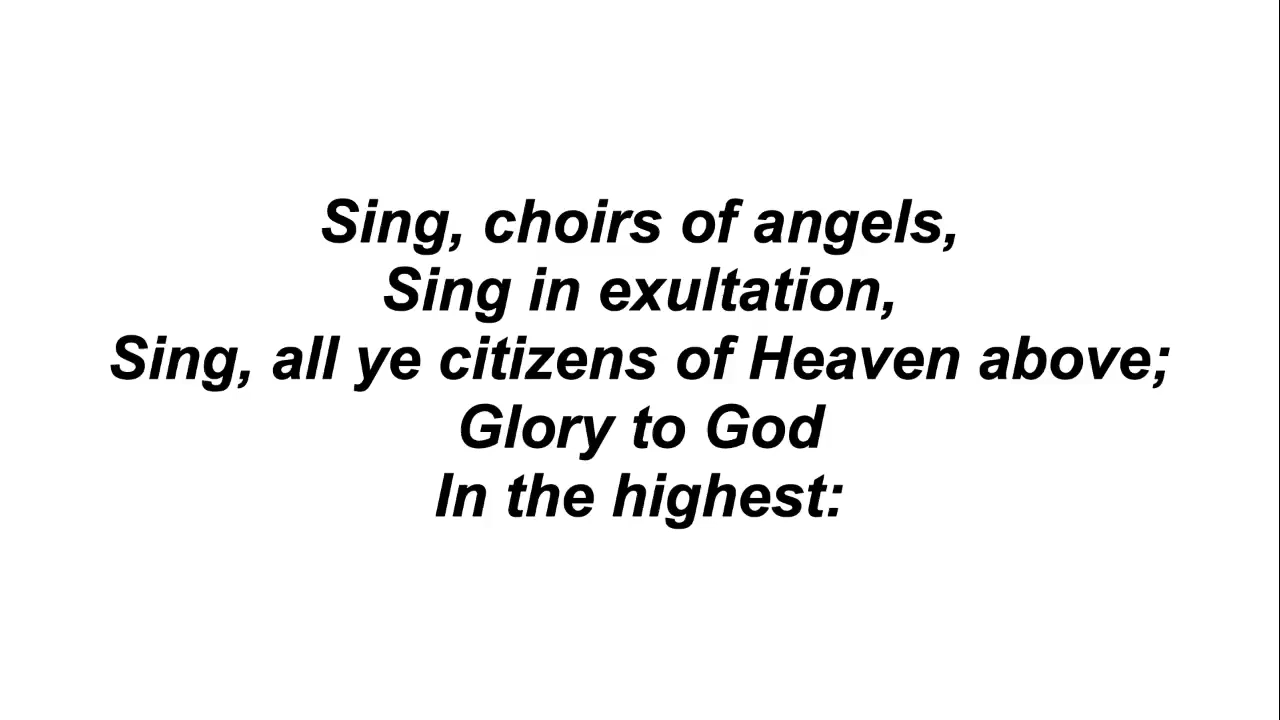 Sing, choirs of angels,
Sing in exultation,
Sing, all ye citizens of Heaven above;
Glory to God
In the highest: